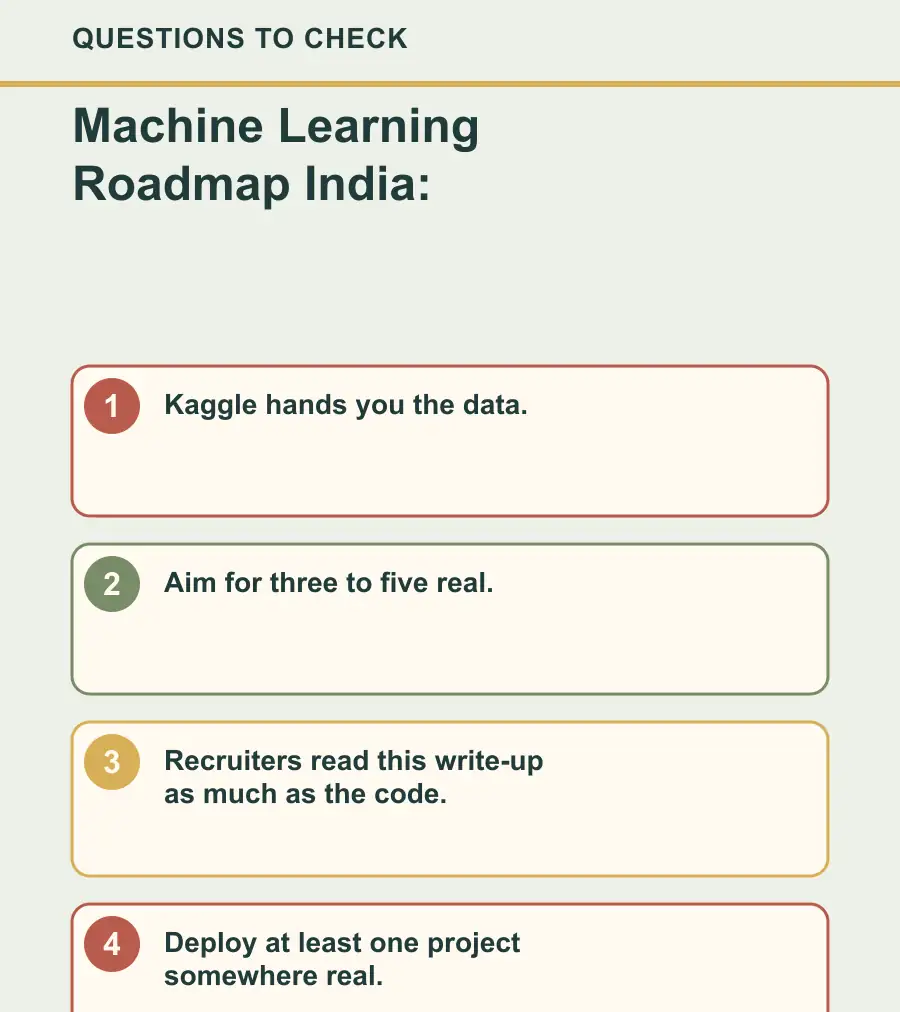 QUESTIONS TO CHECK
Machine Learning
Roadmap India:
1
Kaggle hands you the data.
2
Aim for three to five real.
3
Recruiters read this write-up
as much as the code.
4
Deploy at least one project
somewhere real.